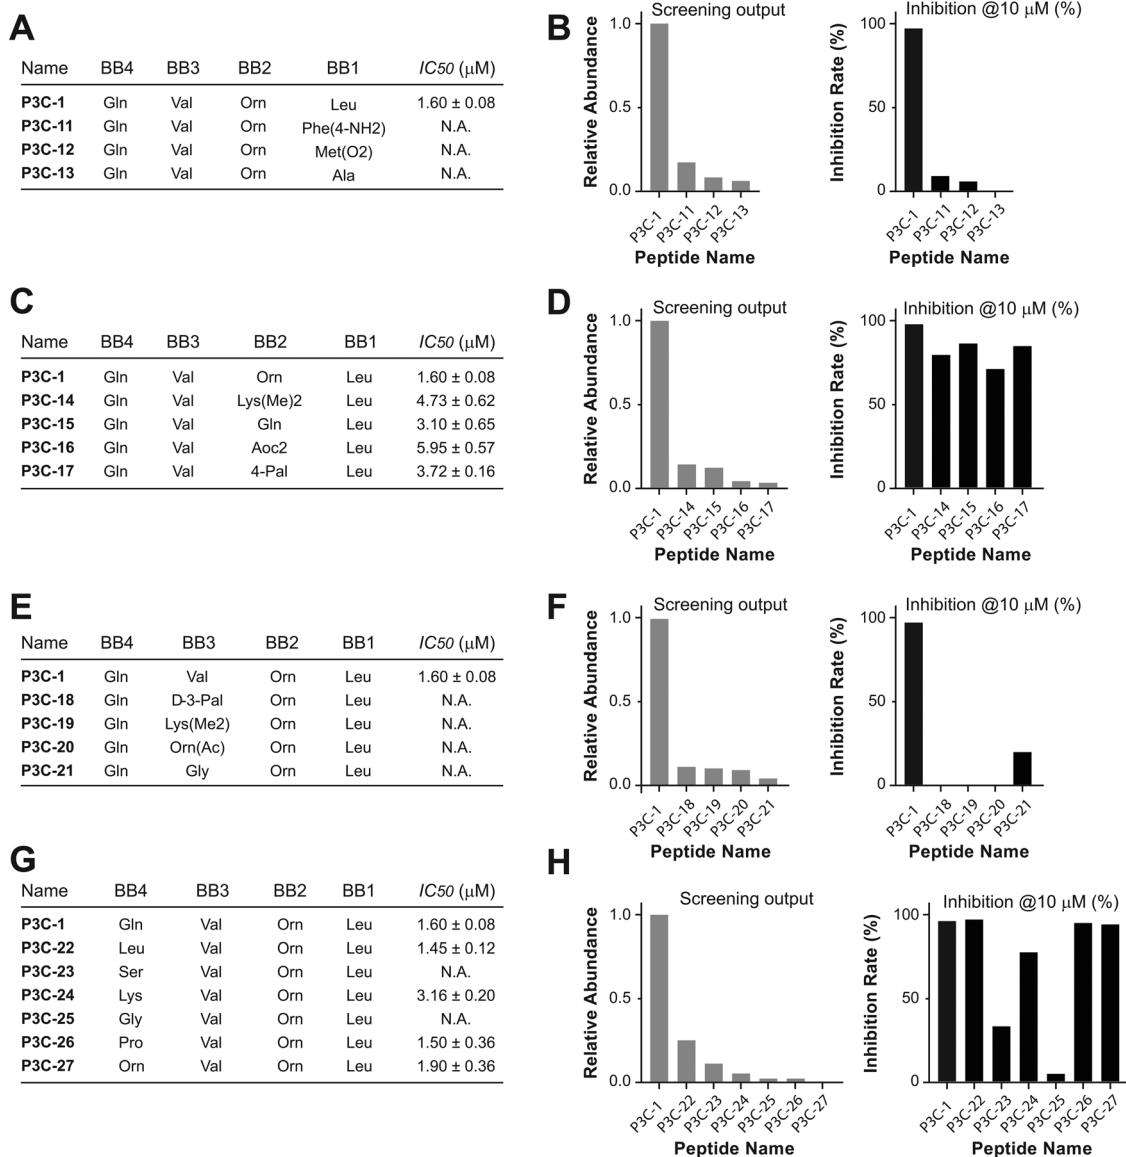 A
Name BB4 BB3 BB2 BB1 IC50 (μM)
P3C-1 Gln Val Orn Leu 1.60 ± 0.08
P3C-11 Gln Val Orn Phe(4-NH2) N.A.
P3C-12 Gln Val Orn Met(O2) N.A.
P3C-13 Gln Val Orn Ala N.A.
B
Screening output
Relative Abundance
1.0
0.5
0.0
P3C-1 P3C-11 P3C-12 P3C-13
Peptide Name
Inhibition @10 μM (%)
Inhibition Rate (%)
100
50
0
P3C-1 P3C-11 P3C-12 P3C-13
Peptide Name
C
Name BB4 BB3 BB2 BB1 IC50 (μM)
P3C-1 Gln Val Orn Leu 1.60 ± 0.08
P3C-14 Gln Val Lys(Me)2 Leu 4.73 ± 0.62
P3C-15 Gln Val Gln Leu 3.10 ± 0.65
P3C-16 Gln Val Aoc2 Leu 5.95 ± 0.57
P3C-17 Gln Val 4-Pal Leu 3.72 ± 0.16
D
Screening output
Relative Abundance
1.0
0.5
0.0
P3C-1 P3C-14 P3C-15 P3C-16 P3C-17
Peptide Name
Inhibition @10 μM (%)
Inhibition Rate (%)
100
50
0
P3C-1 P3C-14 P3C-15 P3C-16 P3C-17
Peptide Name
E
Name BB4 BB3 BB2 BB1 IC50 (μM)
P3C-1 Gln Val Orn Leu 1.60 ± 0.08
P3C-18 Gln D-3-Pal Orn Leu N.A.
P3C-19 Gln Lys(Me2) Orn Leu N.A.
P3C-20 Gln Orn(Ac) Orn Leu N.A.
P3C-21 Gln Gly Orn Leu N.A.
F
Screening output
Relative Abundance
1.0
0.5
0.0
P3C-1 P3C-18 P3C-19 P3C-20 P3C-21
Peptide Name
Inhibition @10 μM (%)
Inhibition Rate (%)
100
50
0
P3C-1 P3C-18 P3C-19 P3C-20 P3C-21
Peptide Name
G
Name BB4 BB3 BB2 BB1 IC50 (μM)
P3C-1 Gln Val Orn Leu 1.60 ± 0.08
P3C-22 Leu Val Orn Leu 1.45 ± 0.12
P3C-23 Ser Val Orn Leu N.A.
P3C-24 Lys Val Orn Leu 3.16 ± 0.20
P3C-25 Gly Val Orn Leu N.A.
P3C-26 Pro Val Orn Leu 1.50 ± 0.36
P3C-27 Orn Val Orn Leu 1.90 ± 0.36
H
Screening output
Relative Abundance
1.0
0.5
0.0
P3C-1 P3C-22 P3C-23 P3C-24 P3C-25 P3C-26 P3C-27
Peptide Name
Inhibition @10 μM (%)
Inhibition Rate (%)
100
50
0
P3C-1 P3C-22 P3C-23 P3C-24 P3C-25 P3C-26 P3C-27
Peptide Name